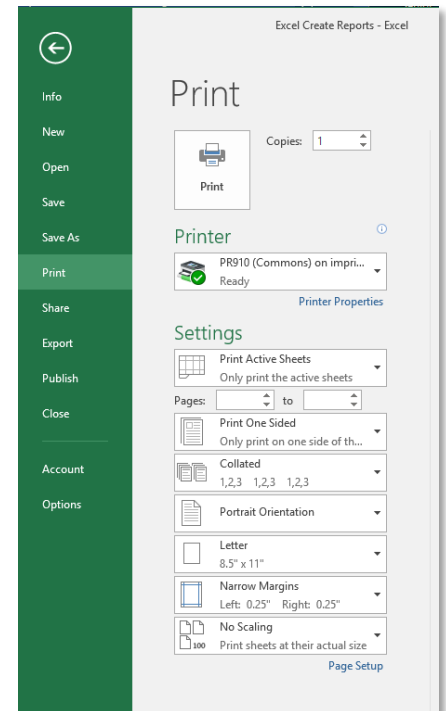 Excel Create Reports - Excel
Info
New
Open
Save
Save As
Print
Share
Export
Publish
Close
Account
Options
Print
Copies: 1
Print
Printer
PR910 (Commons) on impri...
Ready
Printer Properties
Settings
Print Active Sheets
Only print the active sheets
Pages: to
Print One Sided
Only print on one side of th...
Collated
1,2,3 1,2,3 1,2,3
Portrait Orientation
Letter
8.5" x 11"
Narrow Margins
Left: 0.25" Right: 0.25"
No Scaling
100 Print sheets at their actual size
Page Setup